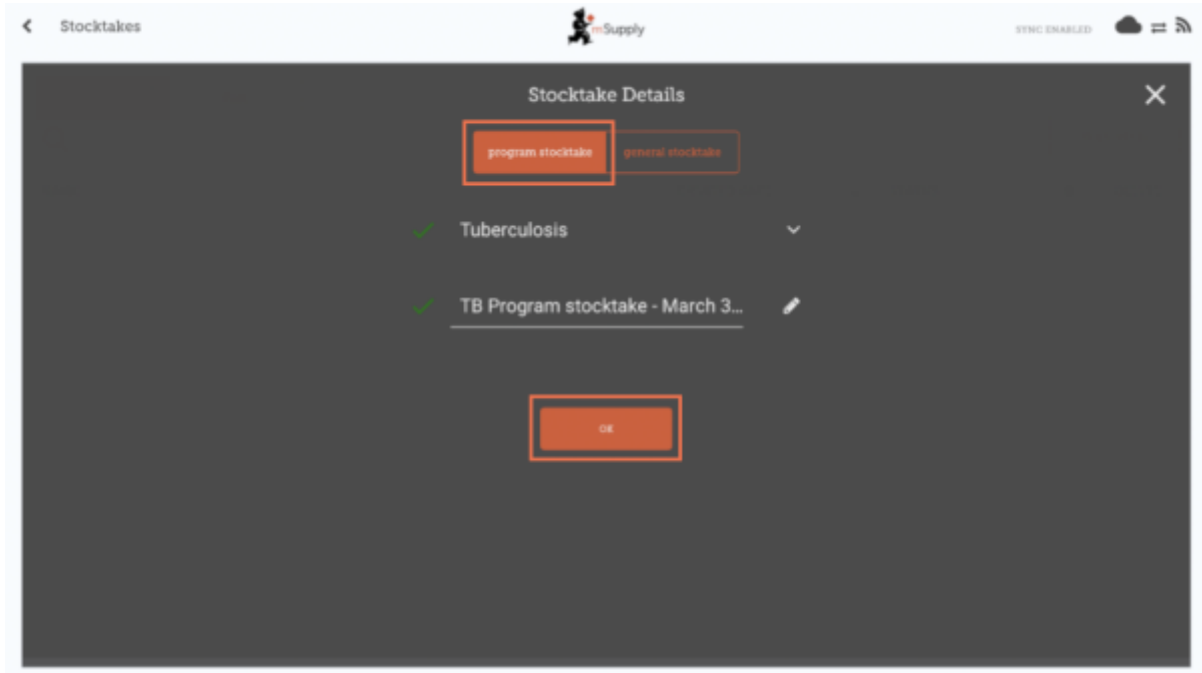 Stocktakes
mSupply
SYNC ENABLED
Stocktake Details
program stocktake
general stocktake
Tuberculosis
TB Program stocktake - March 3...
OK